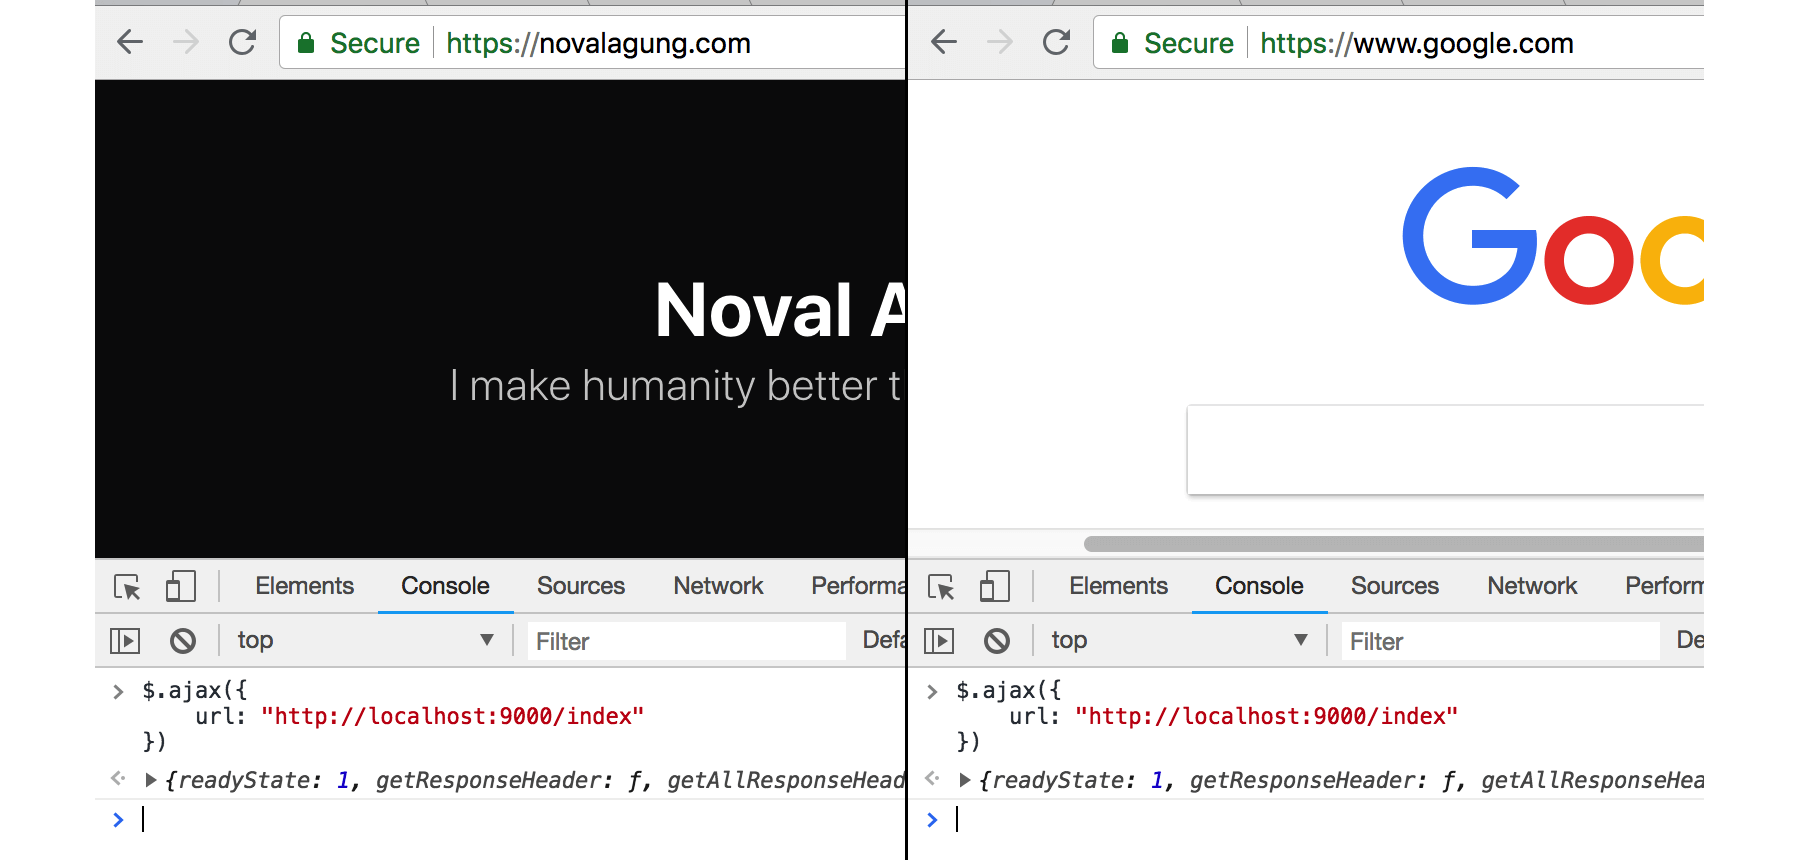 Secure https://novalagung.com
Noval A
I make humanity better t
Elements Console Sources Network Performa
top ▼ Filter Defa
> $.ajax({
url: "http://localhost:9000/index"
})
{readyState: 1, getResponseHeader: ƒ, getAllResponseHead
>
Secure https://www.google.com
Goo
Elements Console Sources Network Perform
top ▼ Filter De
> $.ajax({
url: "http://localhost:9000/index"
})
{readyState: 1, getResponseHeader: ƒ, getAllResponseHea
>